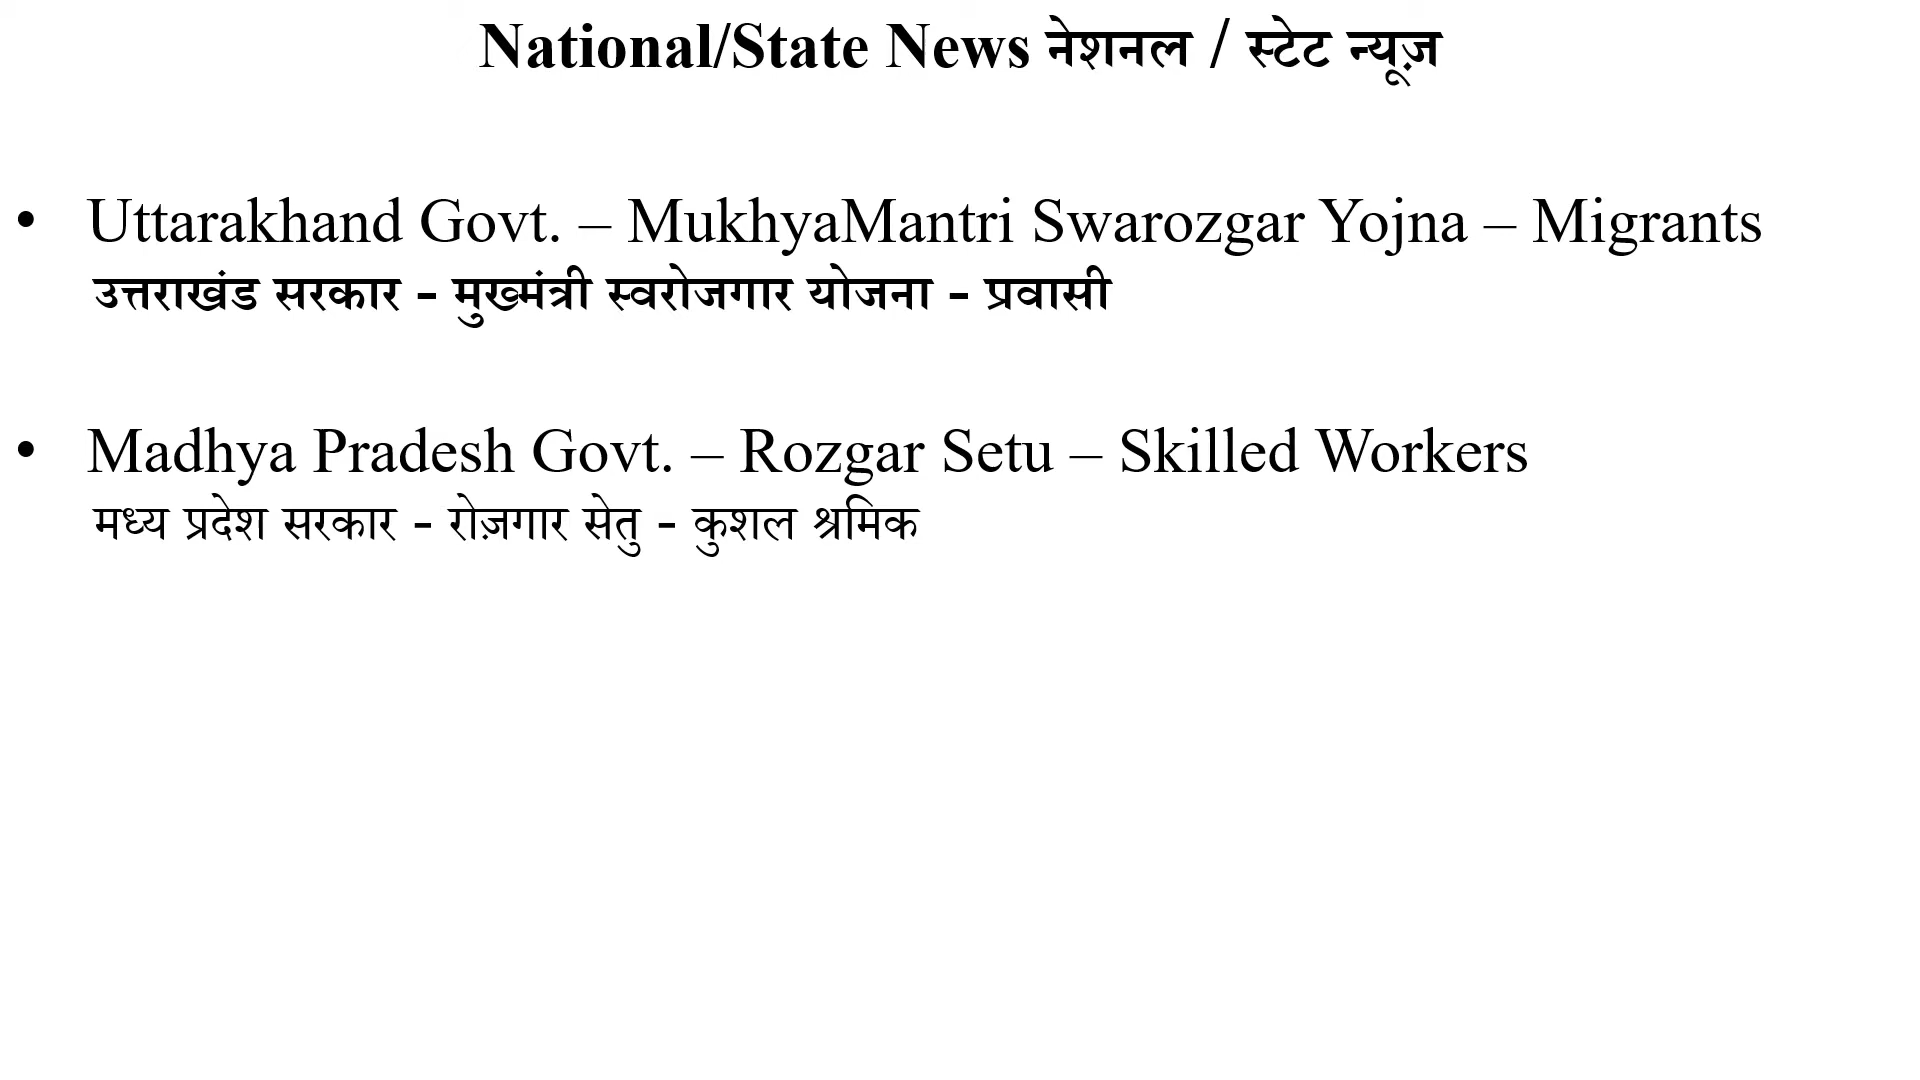 National/State News नेशनल / स्टेट न्यूज़
• Uttarakhand Govt. – MukhyaMantri Swarozgar Yojna – Migrants
उत्तराखंड सरकार - मुख्मंत्री स्वरोजगार योजना - प्रवासी
• Madhya Pradesh Govt. – Rozgar Setu – Skilled Workers
मध्य प्रदेश सरकार - रोज़गार सेतु - कुशल श्रमिक